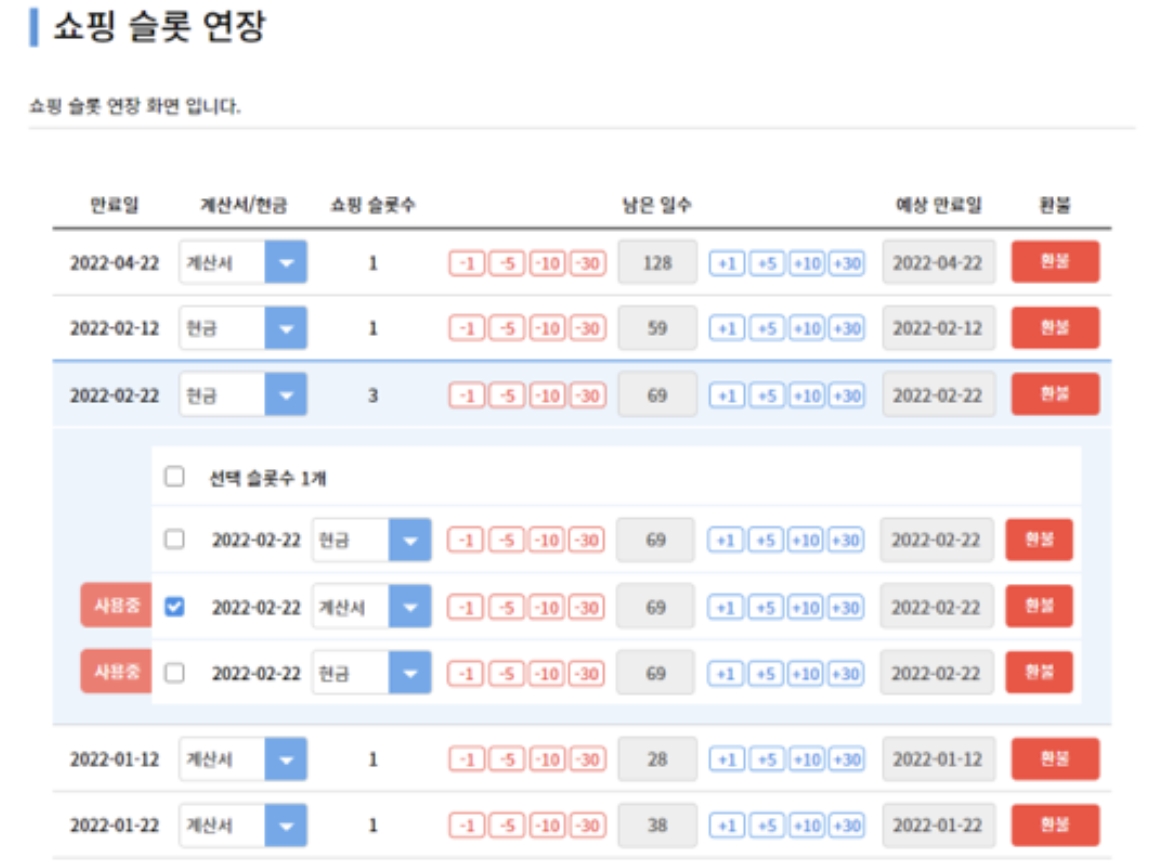 쇼핑 슬롯 연장
쇼핑 슬롯 연장 화면 입니다.
만료일 계산서/현금 쇼핑 슬롯수 남은 일수 예상 만료일 환불
2022-04-22 계산서 1 -1 -5 -10 -30 128 +1 +5 +10 +30 2022-04-22 환불
2022-02-12 현금 1 -1 -5 -10 -30 59 +1 +5 +10 +30 2022-02-12 환불
2022-02-22 현금 3 -1 -5 -10 -30 69 +1 +5 +10 +30 2022-02-22 환불
선택 슬롯수 1개
2022-02-22 현금 -1 -5 -10 -30 69 +1 +5 +10 +30 2022-02-22 환불
사용중 2022-02-22 계산서 -1 -5 -10 -30 69 +1 +5 +10 +30 2022-02-22 환불
사용중 2022-02-22 현금 -1 -5 -10 -30 69 +1 +5 +10 +30 2022-02-22 환불
2022-01-12 계산서 1 -1 -5 -10 -30 28 +1 +5 +10 +30 2022-01-12 환불
2022-01-22 계산서 1 -1 -5 -10 -30 38 +1 +5 +10 +30 2022-01-22 환불